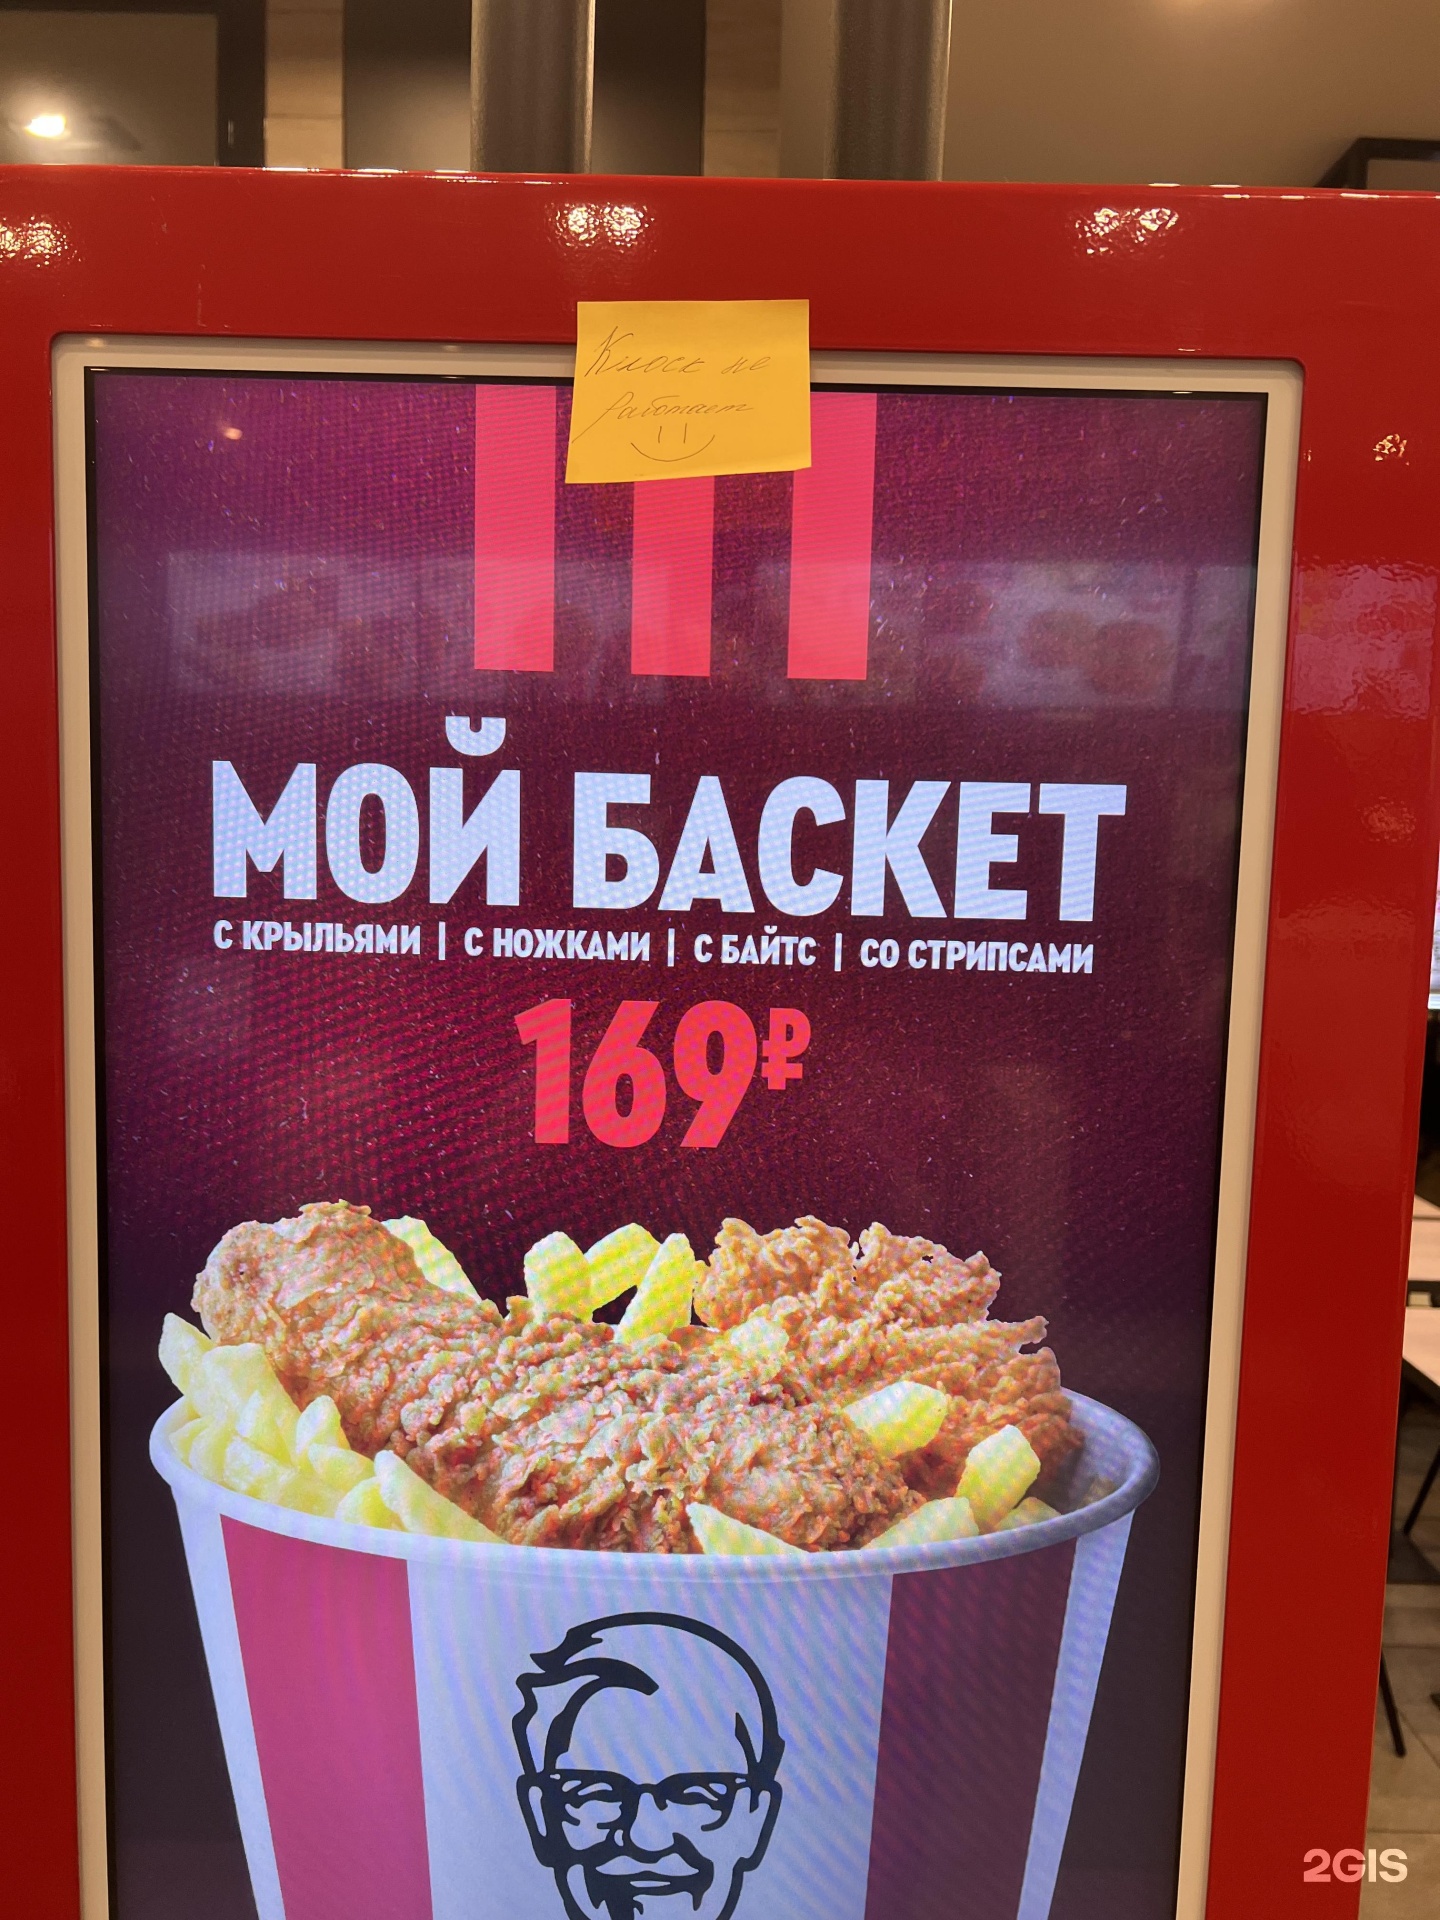 Киоск не
работает
МОЙ БАСКЕТ
С КРЫЛЬЯМИ | С НОЖКАМИ | С БАЙТС | СО СТРИПСАМИ
169₽
2GIS